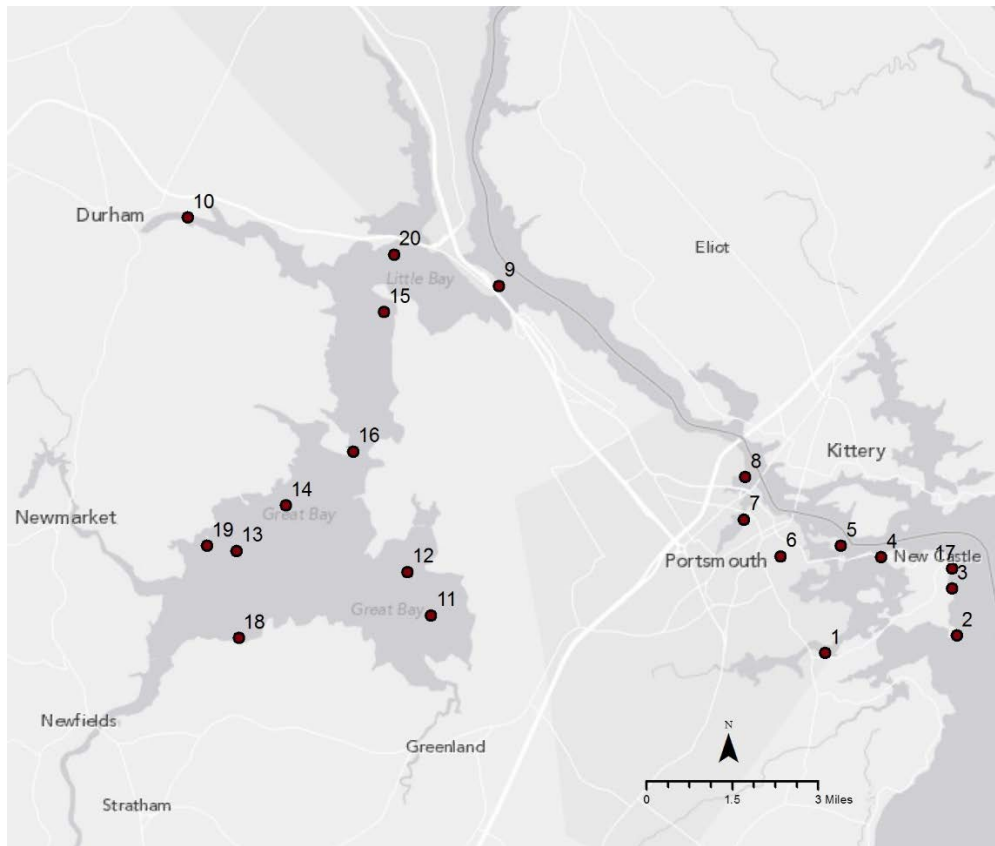 10
Durham
20
Eliot
Little Bay
9
15
16
Kittery
8
14
Great Bay
7
Newmarket
19
13
6
5
4
17
New Castle
Portsmouth
12
3
Great Bay
11
18
2
1
Newfields
N
Greenland
0
1.5
3 Miles
Stratham